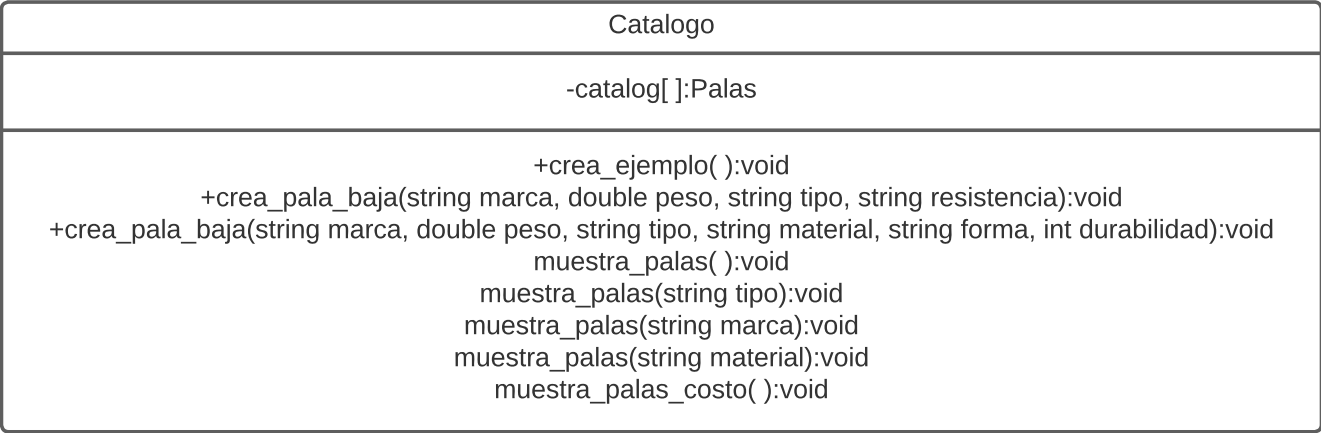 Catalogo
-catalog[ ]:Palas
+crea_ejemplo( ):void
+crea_pala_baja(string marca, double peso, string tipo, string resistencia):void
+crea_pala_baja(string marca, double peso, string tipo, string material, string forma, int durabilidad):void
muestra_palas( ):void
muestra_palas(string tipo):void
muestra_palas(string marca):void
muestra_palas(string material):void
muestra_palas_costo( ):void